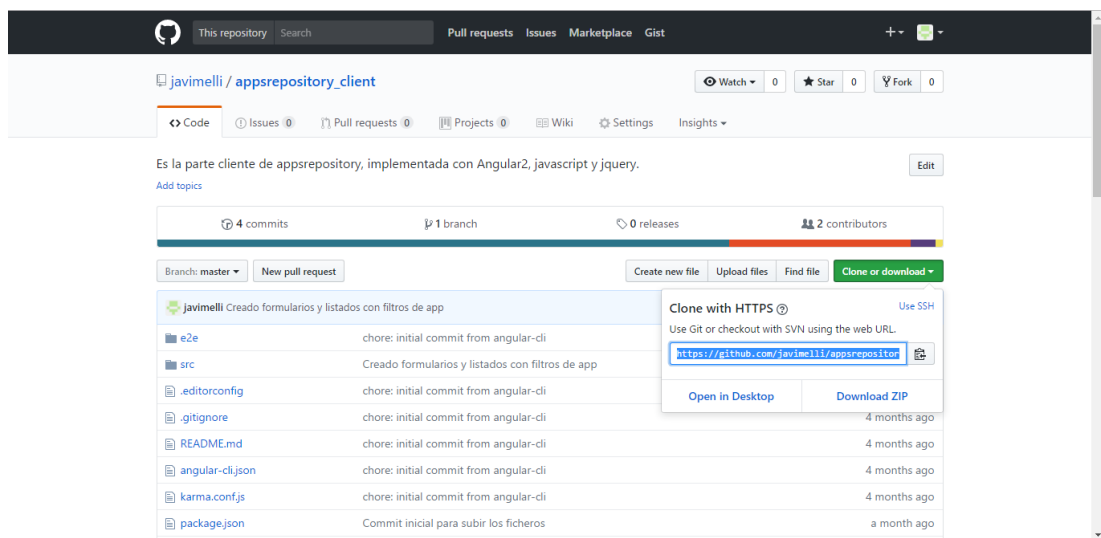 This repository Search Pull requests Issues Marketplace Gist
javimelli / appsrepository_client Watch 0 Star 0 Fork 0
Code Issues 0 Pull requests 0 Projects 0 Wiki Settings Insights
Es la parte cliente de appsrepository, implementada con Angular2, javascript y jquery. Edit
Add topics
4 commits 1 branch 0 releases 2 contributors
Branch: master New pull request Create new file Upload files Find file Clone or download
javimelli Creado formularios y listados con filtros de app
Clone with HTTPS Use SSH
Use Git or checkout with SVN using the web URL.
https://github.com/javimelli/appsrepositor
Open in Desktop Download ZIP
e2e chore: initial commit from angular-cli
src Creado formularios y listados con filtros de app
.editorconfig chore: initial commit from angular-cli
.gitignore chore: initial commit from angular-cli 4 months ago
README.md chore: initial commit from angular-cli 4 months ago
angular-cli.json chore: initial commit from angular-cli 4 months ago
karma.conf.js chore: initial commit from angular-cli 4 months ago
package.json Commit inicial para subir los ficheros a month ago